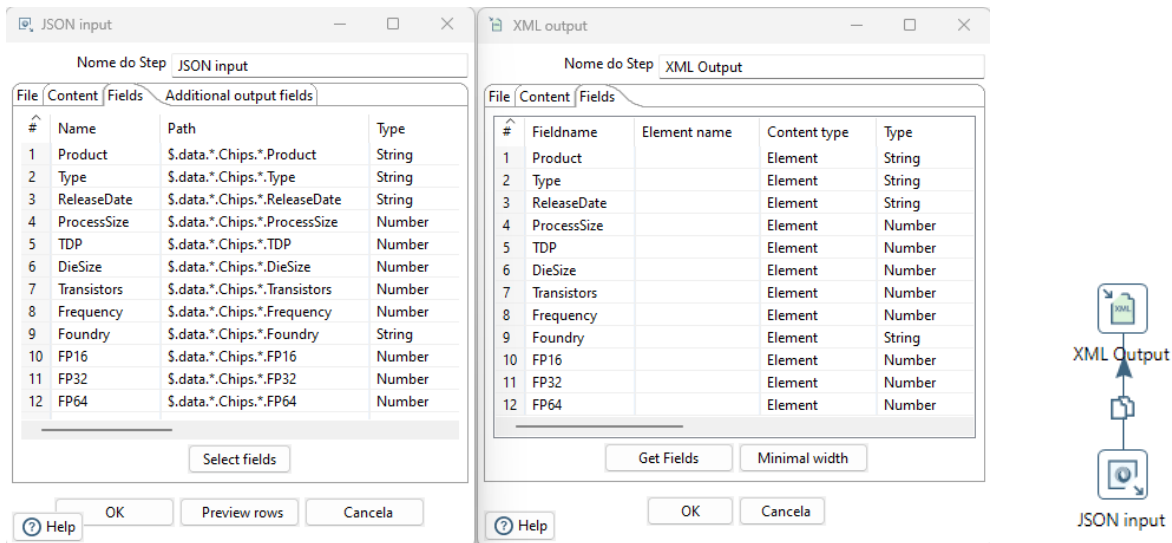 JSON input
Nome do Step JSON input
File Content Fields Additional output fields
# Name Path Type
1 Product $.data.*.Chips.*.Product String
2 Type $.data.*.Chips.*.Type String
3 ReleaseDate $.data.*.Chips.*.ReleaseDate String
4 ProcessSize $.data.*.Chips.*.ProcessSize Number
5 TDP $.data.*.Chips.*.TDP Number
6 DieSize $.data.*.Chips.*.DieSize Number
7 Transistors $.data.*.Chips.*.Transistors Number
8 Frequency $.data.*.Chips.*.Frequency Number
9 Foundry $.data.*.Chips.*.Foundry String
10 FP16 $.data.*.Chips.*.FP16 Number
11 FP32 $.data.*.Chips.*.FP32 Number
12 FP64 $.data.*.Chips.*.FP64 Number
Select fields
OK Preview rows Cancela
Help
XML output
Nome do Step XML Output
File Content Fields
# Fieldname Element name Content type Type
1 Product Element String
2 Type Element String
3 ReleaseDate Element String
4 ProcessSize Element Number
5 TDP Element Number
6 DieSize Element Number
7 Transistors Element Number
8 Frequency Element Number
9 Foundry Element String
10 FP16 Element Number
11 FP32 Element Number
12 FP64 Element Number
Get Fields Minimal width
OK Cancela
Help
XML
XML Output
JSON input